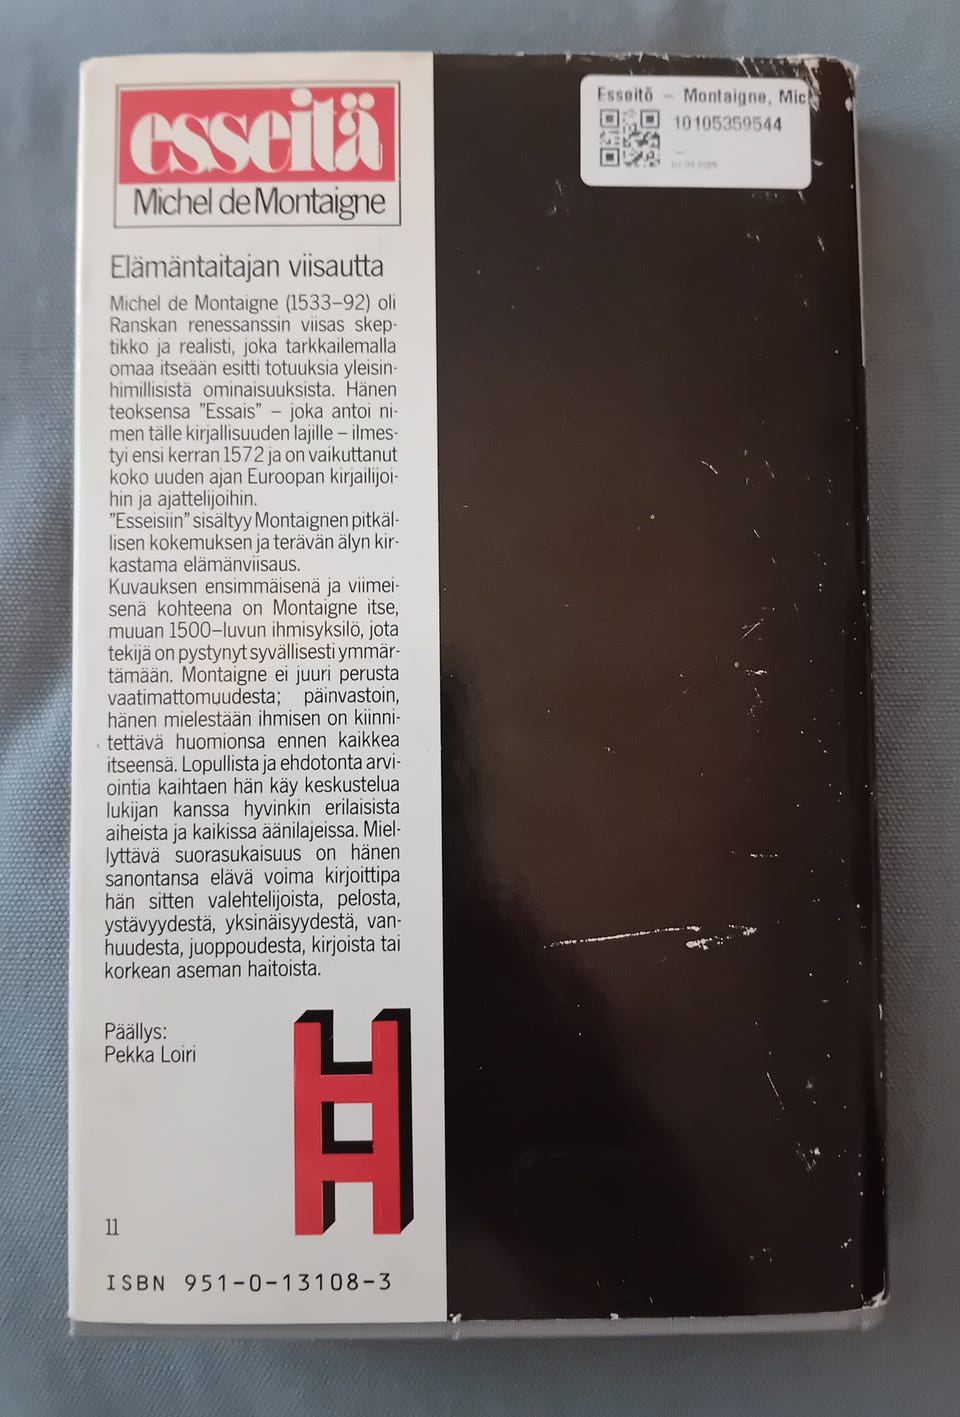 esseitä
Michel de Montaigne
Elämäntaitajan viisautta
Michel de Montaigne (1533–92) oli
Ranskan renessanssin viisas skep-
tikko ja realisti, joka tarkkailemalla
omaa itseään esitti totuuksia yleisin-
himillisistä ominaisuuksista. Hänen
teoksensa ”Essais” – joka antoi ni-
men tälle kirjallisuuden lajille – ilmes-
tyi ensi kerran 1572 ja on vaikuttanut
koko uuden ajan Euroopan kirjailijoi-
hin ja ajattelijoihin.
”Esseisiin” sisältyy Montaignen pitkäl-
lisen kokemuksen ja terävän älyn kir-
kastama elämänviisaus.
Kuvauksen ensimmäisenä ja viimei-
senä kohteena on Montaigne itse,
muuan 1500–luvun ihmisyksilö, jota
tekijä on pystynyt syvällisesti ymmär-
tämään. Montaigne ei juuri perusta
vaatimattomuudesta; päinvastoin,
hänen mielestään ihmisen on kiinni-
tettävä huomionsa ennen kaikkea
itseensä. Lopullista ja ehdotonta arvi-
ointia kaihtaen hän käy keskustelua
lukijan kanssa hyvinkin erilaisista
aiheista ja kaikissa äänilajeissa. Miel-
lyttävä suorasukaisuus on hänen
sanontansa elävä voima kirjoittipa
hän sitten valehtelijoista, pelosta,
ystävyydestä, yksinäisyydestä, van-
huudesta, juoppoudesta, kirjoista tai
korkean aseman haitoista.
Päällys:
Pekka Loiri
11
ISBN 951–0–13108–3
Esseitä – Montaigne, Mic
10105359544
–